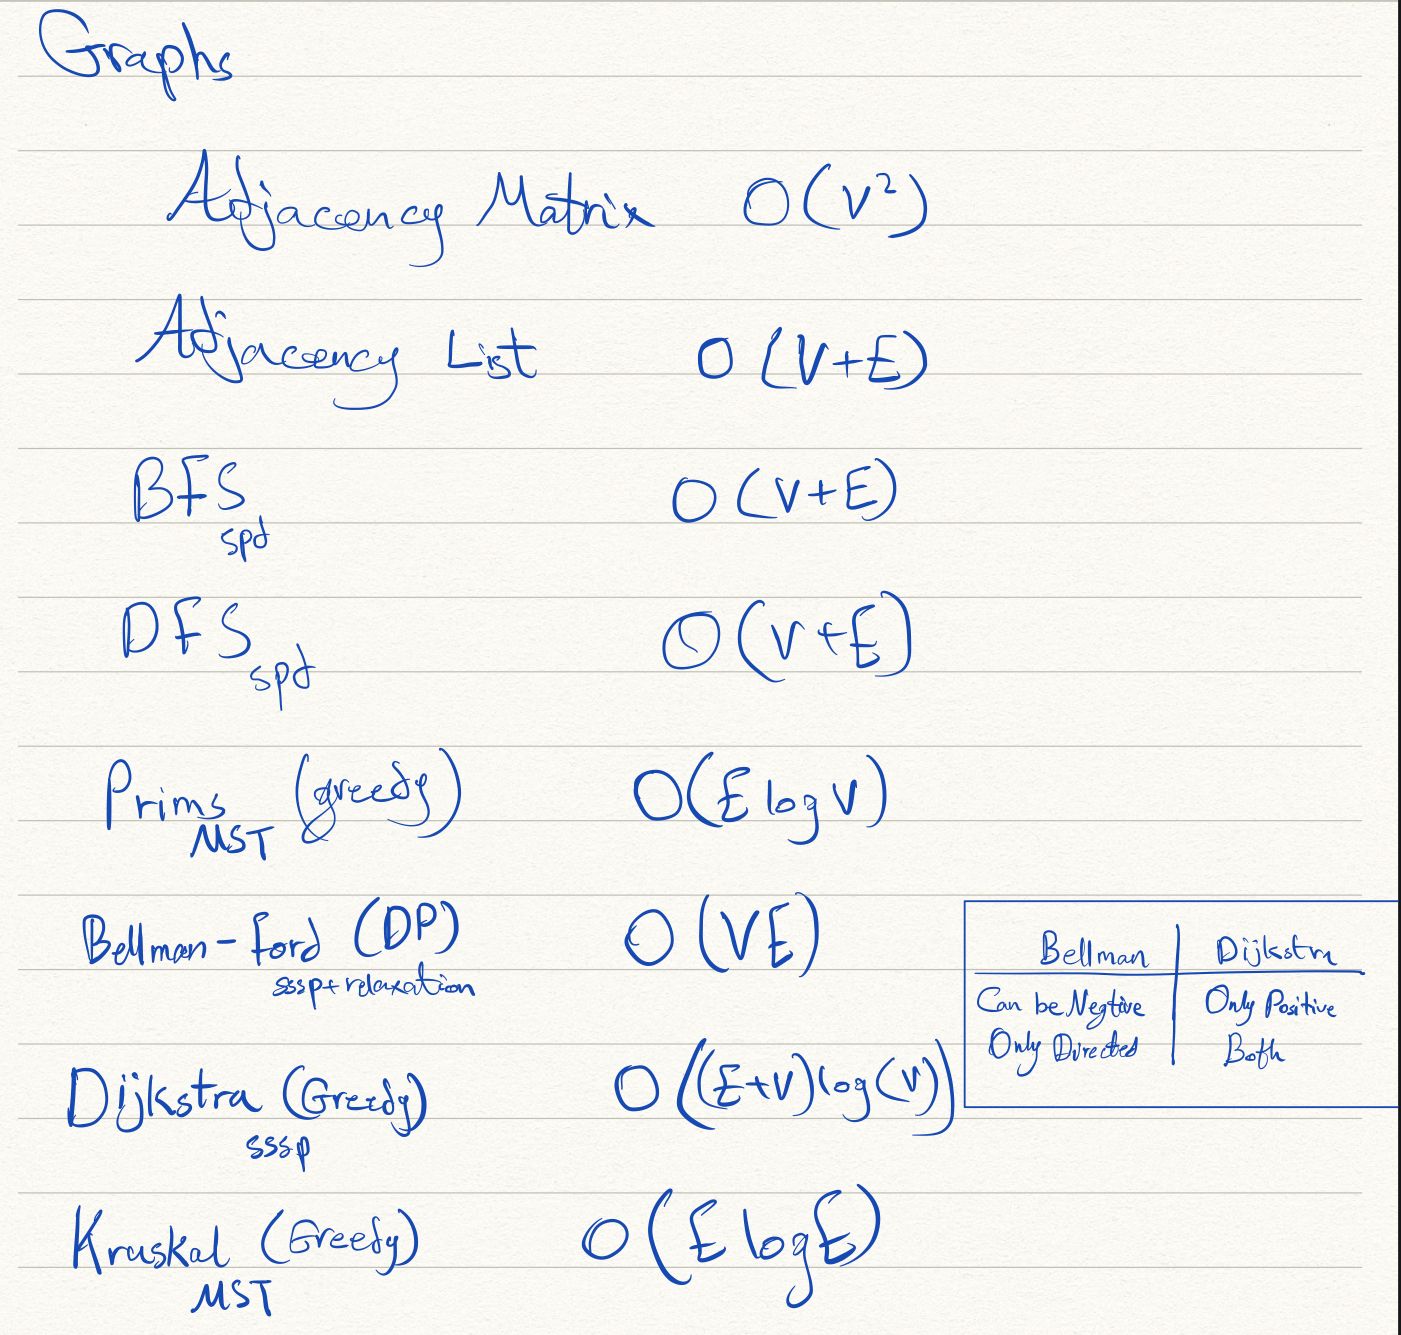 Graphs
Adjacency Matrix O(V²)
Adjacency List O(V+E)
BFS O(V+E)
spd
DFS O(V+E)
spd
Prims (greedy) O(E log V)
MST
Bellman-Ford (DP) O(VE)
sssp+relaxation
Bellman Dijkstra
Can be Negtive Only Positive
Only Directed Both
Dijkstra (Greedy) O((E+V)log(V))
sssp
Kruskal (Greedy) O(E log E)
MST